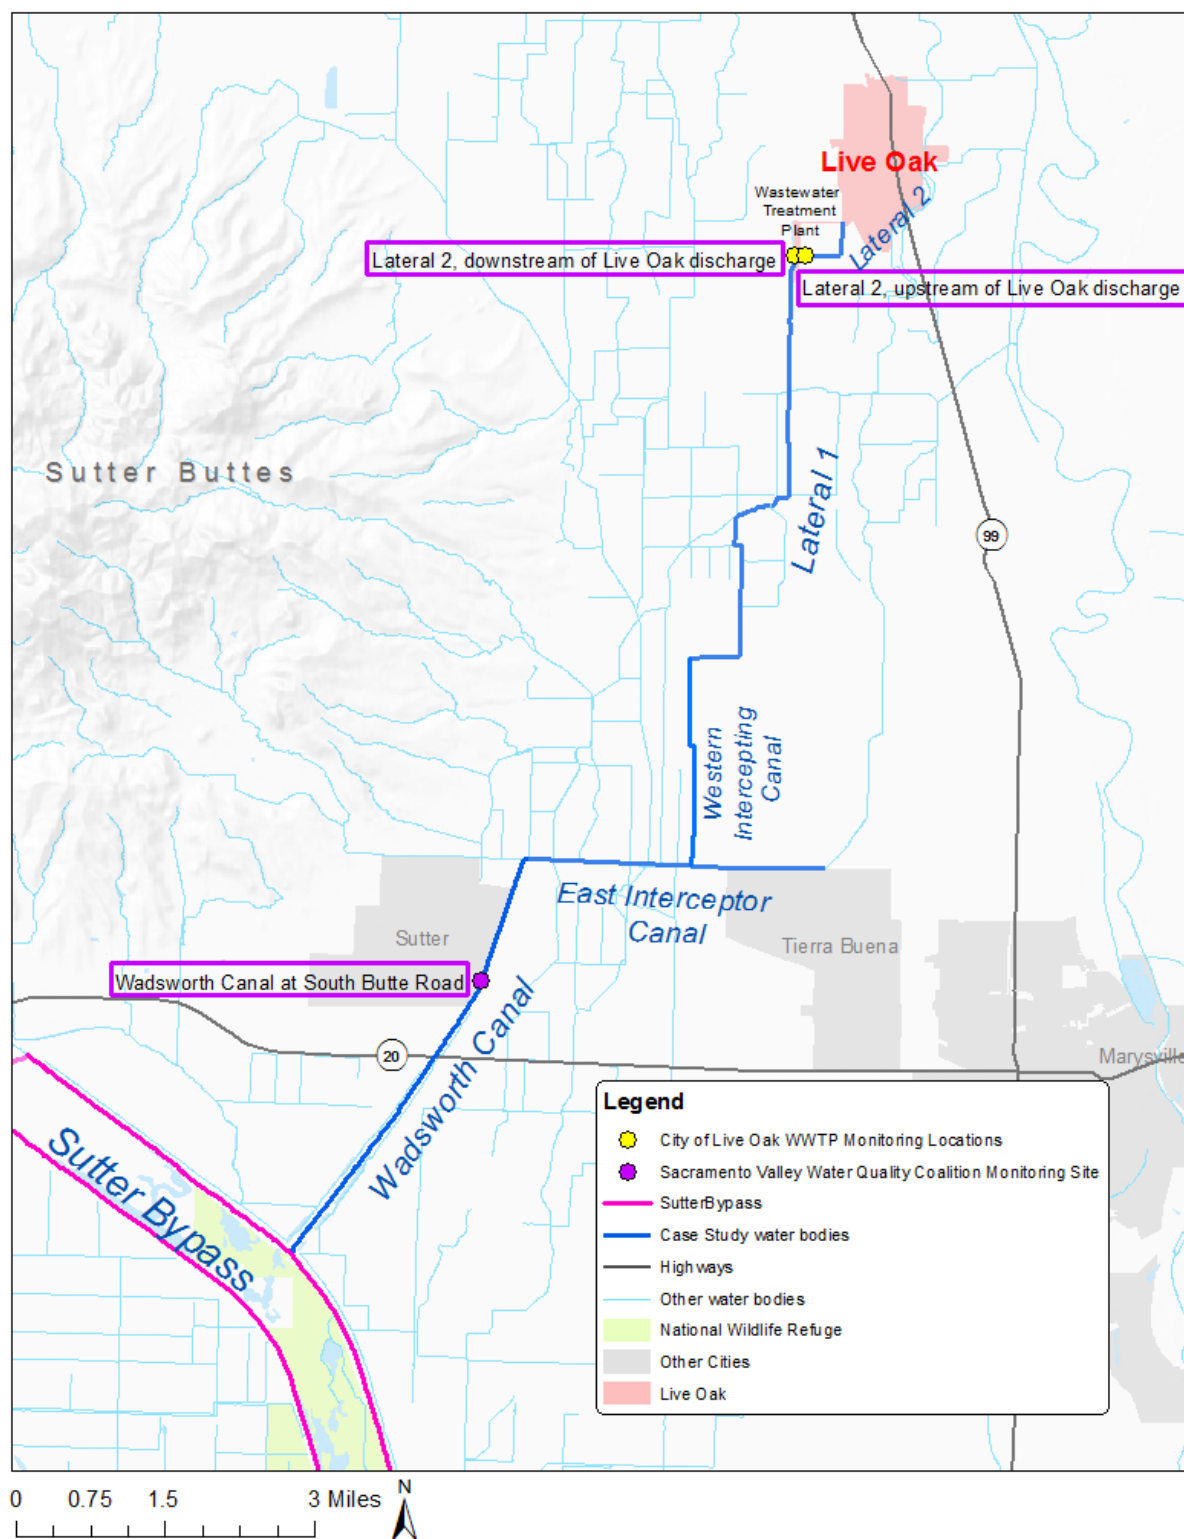 Live Oak
Wastewater
Treatment
Plant
Lateral 2
Lateral 2, downstream of Live Oak discharge
Lateral 2, upstream of Live Oak discharge
Sutter Buttes
Lateral 1
99
Western
Intercepting
Canal
East Interceptor
Canal
Sutter
Tierra Buena
Wadsworth Canal at South Butte Road
Wadsworth Canal
20
Marysville
Sutter Bypass
Legend
City of Live Oak WWTP Monitoring Locations
Sacramento Valley Water Quality Coalition Monitoring Site
SutterBypass
Case Study water bodies
Highways
Other water bodies
National Wildlife Refuge
Other Cities
Live Oak
0 0.75 1.5 3 Miles
N